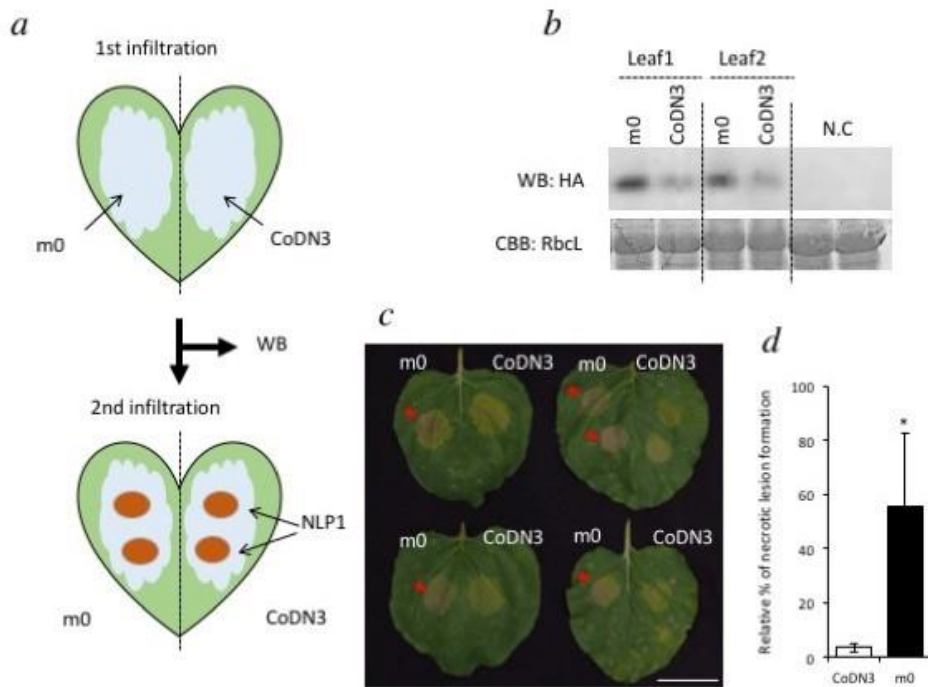 a
1st infiltration
m0
CoDN3
WB
2nd infiltration
NLP1
m0
CoDN3
b
Leaf1 Leaf2
m0 CoDN3 m0 CoDN3 N.C
WB: HA
CBB: RbcL
c
m0 CoDN3 m0 CoDN3
m0 CoDN3 m0 CoDN3
d
Relative % of necrotic lesion formation
100
80
60
40
20
0
*
CoDN3 m0